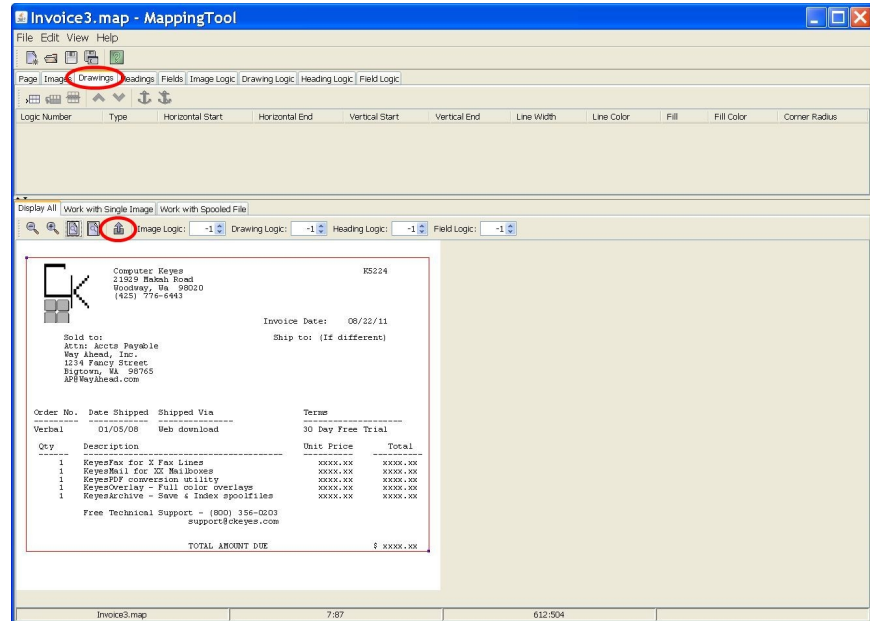 Invoice3.map - MappingTool
File Edit View Help
Page Images Drawings Headings Fields Image Logic Drawing Logic Heading Logic Field Logic
Logic Number Type Horizontal Start Horizontal End Vertical Start Vertical End Line Width Line Color Fill Fill Color Corner Radius
Display All Work with Single Image Work with Spooled File
Image Logic: -1 Drawing Logic: -1 Heading Logic: -1 Field Logic: -1
CK
Computer Keyes K5224
21929 Makah Road
Woodway, Wa 98020
(425) 776-6443
Invoice Date: 08/22/11
Sold to: Ship to: (If different)
Attn: Accts Payable
Way Ahead, Inc.
1234 Fancy Street
Bigtown, WA 98765
AP@WayAhead.com
Order No. Date Shipped Shipped Via Terms
Verbal 01/05/08 Web download 30 Day Free Trial
Qty Description Unit Price Total
1 KeyesFax for X Fax Lines xxxx.xx xxxx.xx
1 KeyesMail for XX Mailboxes xxxx.xx xxxx.xx
1 KeyesPDF conversion utility xxxx.xx xxxx.xx
1 KeyesOverlay - Full color overlays xxxx.xx xxxx.xx
1 KeyesArchive - Save & Index spoolfiles xxxx.xx xxxx.xx
Free Technical Support - (800) 356-0203
support@ckeyes.com
TOTAL AMOUNT DUE $ xxxx.xx
Invoice3.map 7:87 612:504